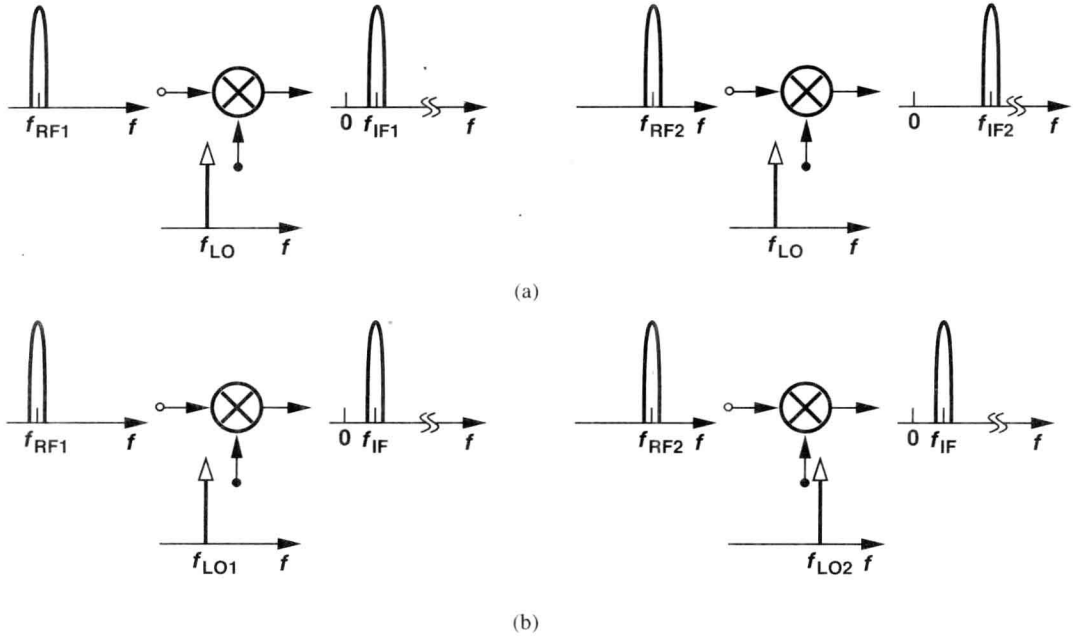 f_RF1 f 0 f_IF1 f f_RF2 f 0 f_IF2 f
f_LO f f_LO f
(a)
f_RF1 f 0 f_IF f f_RF2 f 0 f_IF f
f_LO1 f f_LO2 f
(b)